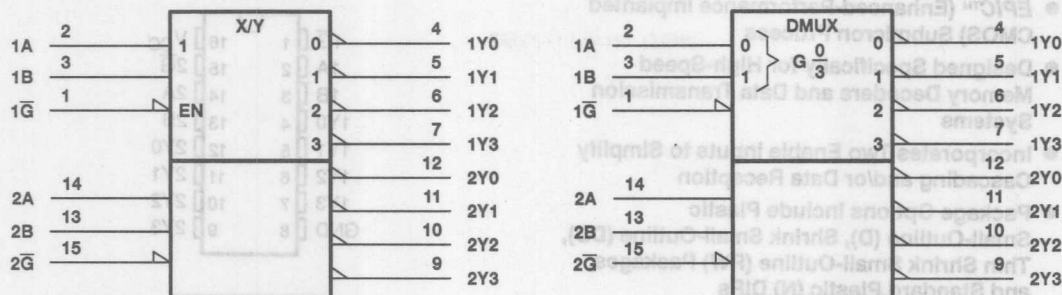 X/Y
1A 2 1 0 4 1Y0
1B 3 1 5 1Y1
1G̅ 1 EN 2 6 1Y2
3 7 1Y3
12 2Y0
2A 14 11 2Y1
2B 13 10 2Y2
2G̅ 15 9 2Y3
DMUX
1A 2 0 G 0/3 0 4 1Y0
1B 3 1 1 5 1Y1
1G̅ 1 2 6 1Y2
3 7 1Y3
12 2Y0
2A 14 11 2Y1
2B 13 10 2Y2
2G̅ 15 9 2Y3